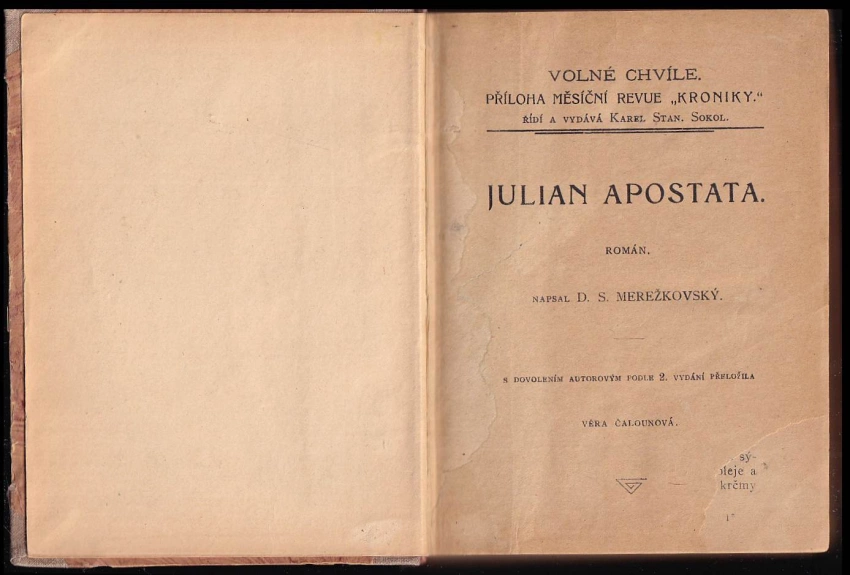 VOLNÉ CHVÍLE.
PŘÍLOHA MĚSÍČNÍ REVUE „KRONIKY.“
ŘÍDÍ A VYDÁVÁ KAREL STAN. SOKOL.
JULIAN APOSTATA.
ROMÁN.
NAPSAL D. S. MEREŽKOVSKÝ.
S DOVOLENÍM AUTOROVÝM PODLE 2. VYDÁNÍ PŘELOŽILA
VĚRA ČALOUNOVÁ.
sý-
oleje a
krčmy